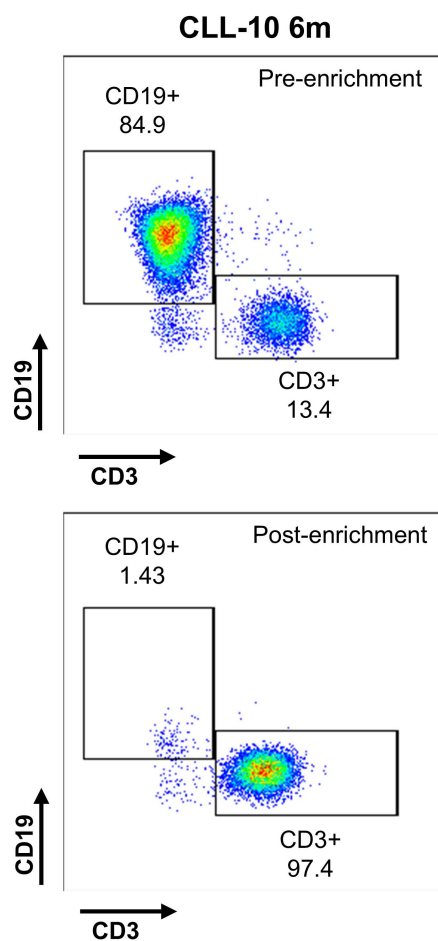 CLL-10 6m
Pre-enrichment
CD19+
84.9
CD3+
13.4
CD19
CD3
Post-enrichment
CD19+
1.43
CD3+
97.4
CD19
CD3